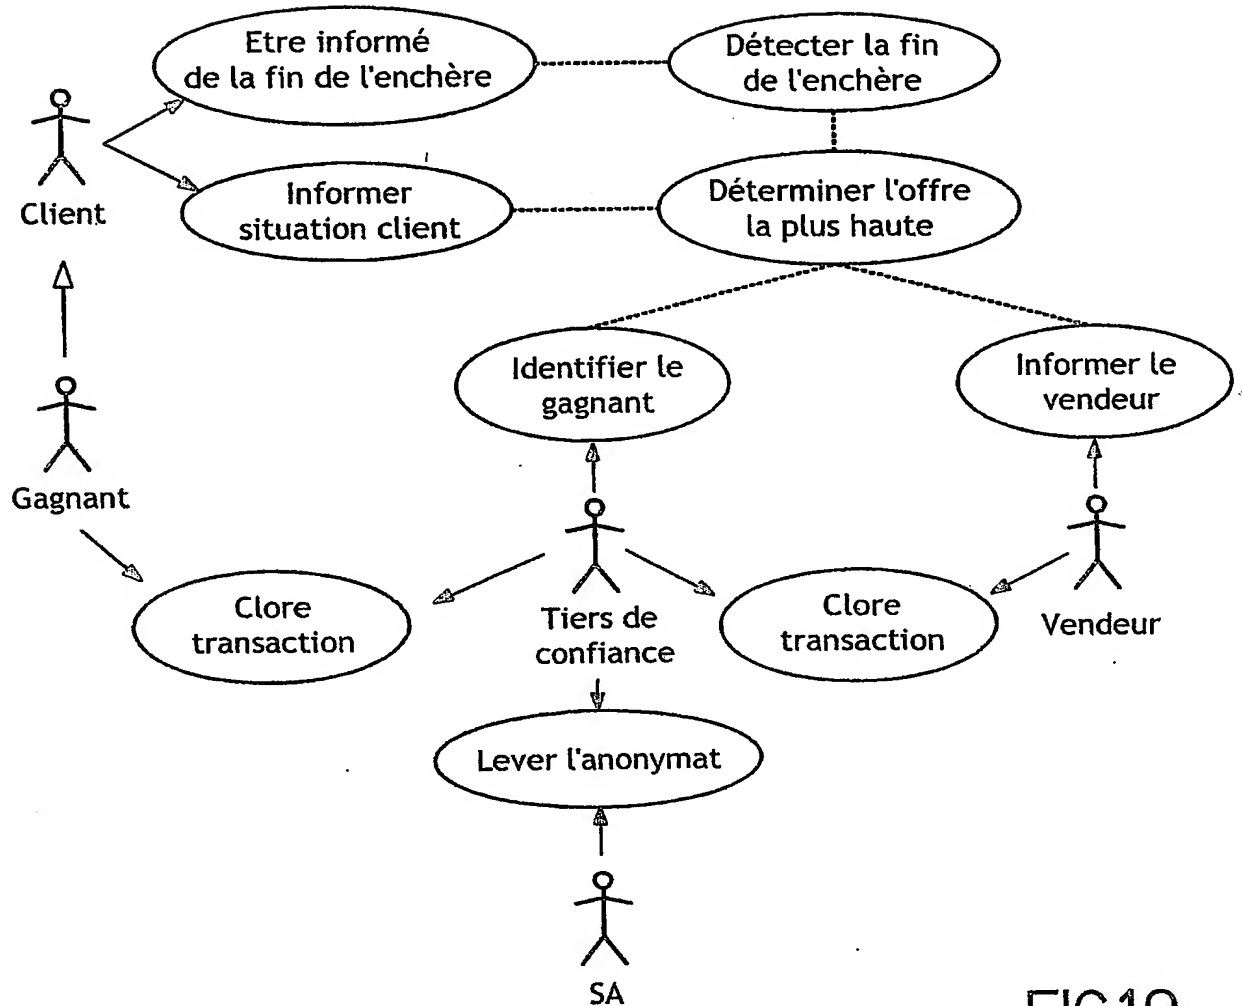 Etre informé
de la fin de l'enchère
Détecter la fin
de l'enchère
Client
Informer
situation client
Déterminer l'offre
la plus haute
Identifier le
gagnant
Informer le
vendeur
Gagnant
Clore
transaction
Tiers de
confiance
Clore
transaction
Vendeur
Lever l'anonymat
SA